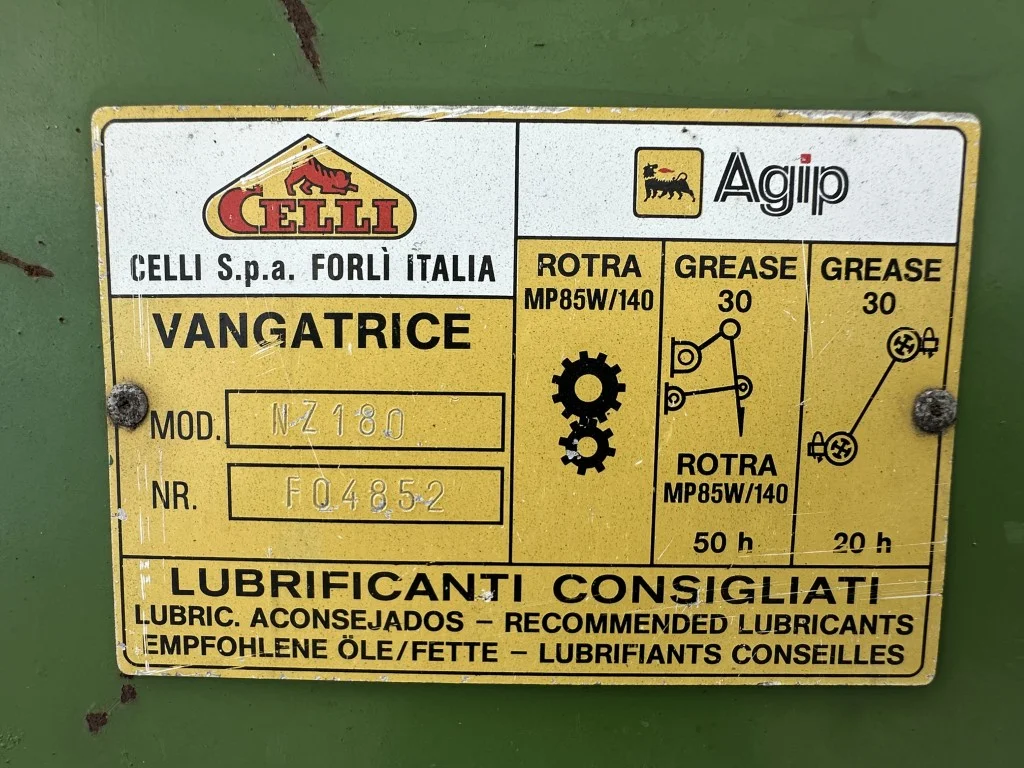 CELLI
CELLI S.p.a. FORLÌ ITALIA
VANGATRICE
MOD. NZ180
NR. F04852
Agip
ROTRA
MP85W/140
GREASE
30
ROTRA
MP85W/140
50 h
GREASE
30
20 h
LUBRIFICANTI CONSIGLIATI
LUBRIC. ACONSEJADOS – RECOMMENDED LUBRICANTS
EMPFOHLENE ÖLE/FETTE – LUBRIFIANTS CONSEILLES